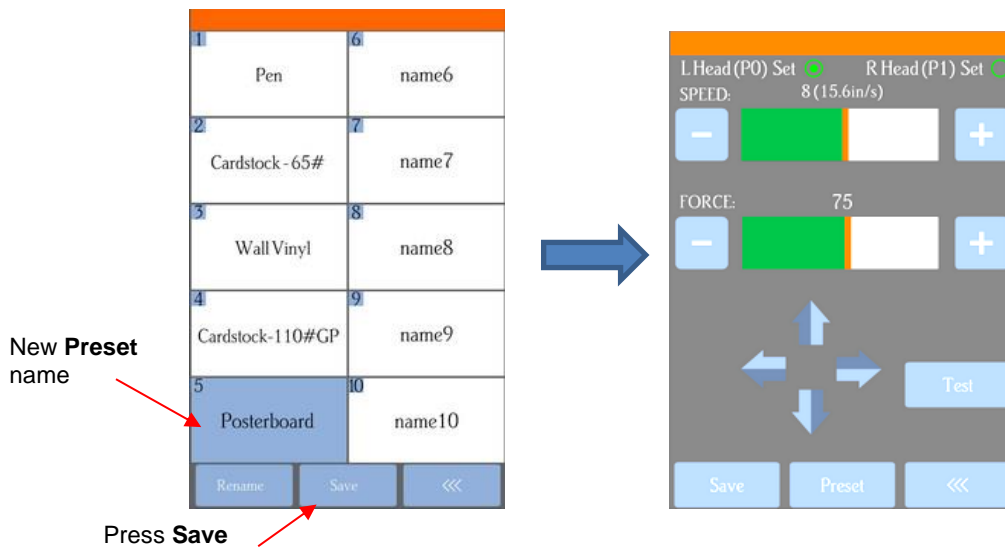 1
Pen
6
name6
2
Cardstock-65#
7
name7
3
Wall Vinyl
8
name8
4
Cardstock-110#GP
9
name9
5
Posterboard
10
name10
Rename
Save
<<<
New Preset
name
Press Save
L Head(P0) Set R Head(P1) Set
SPEED: 8(15.6in/s)
− +
FORCE: 75
− +
Test
Save Preset <<<